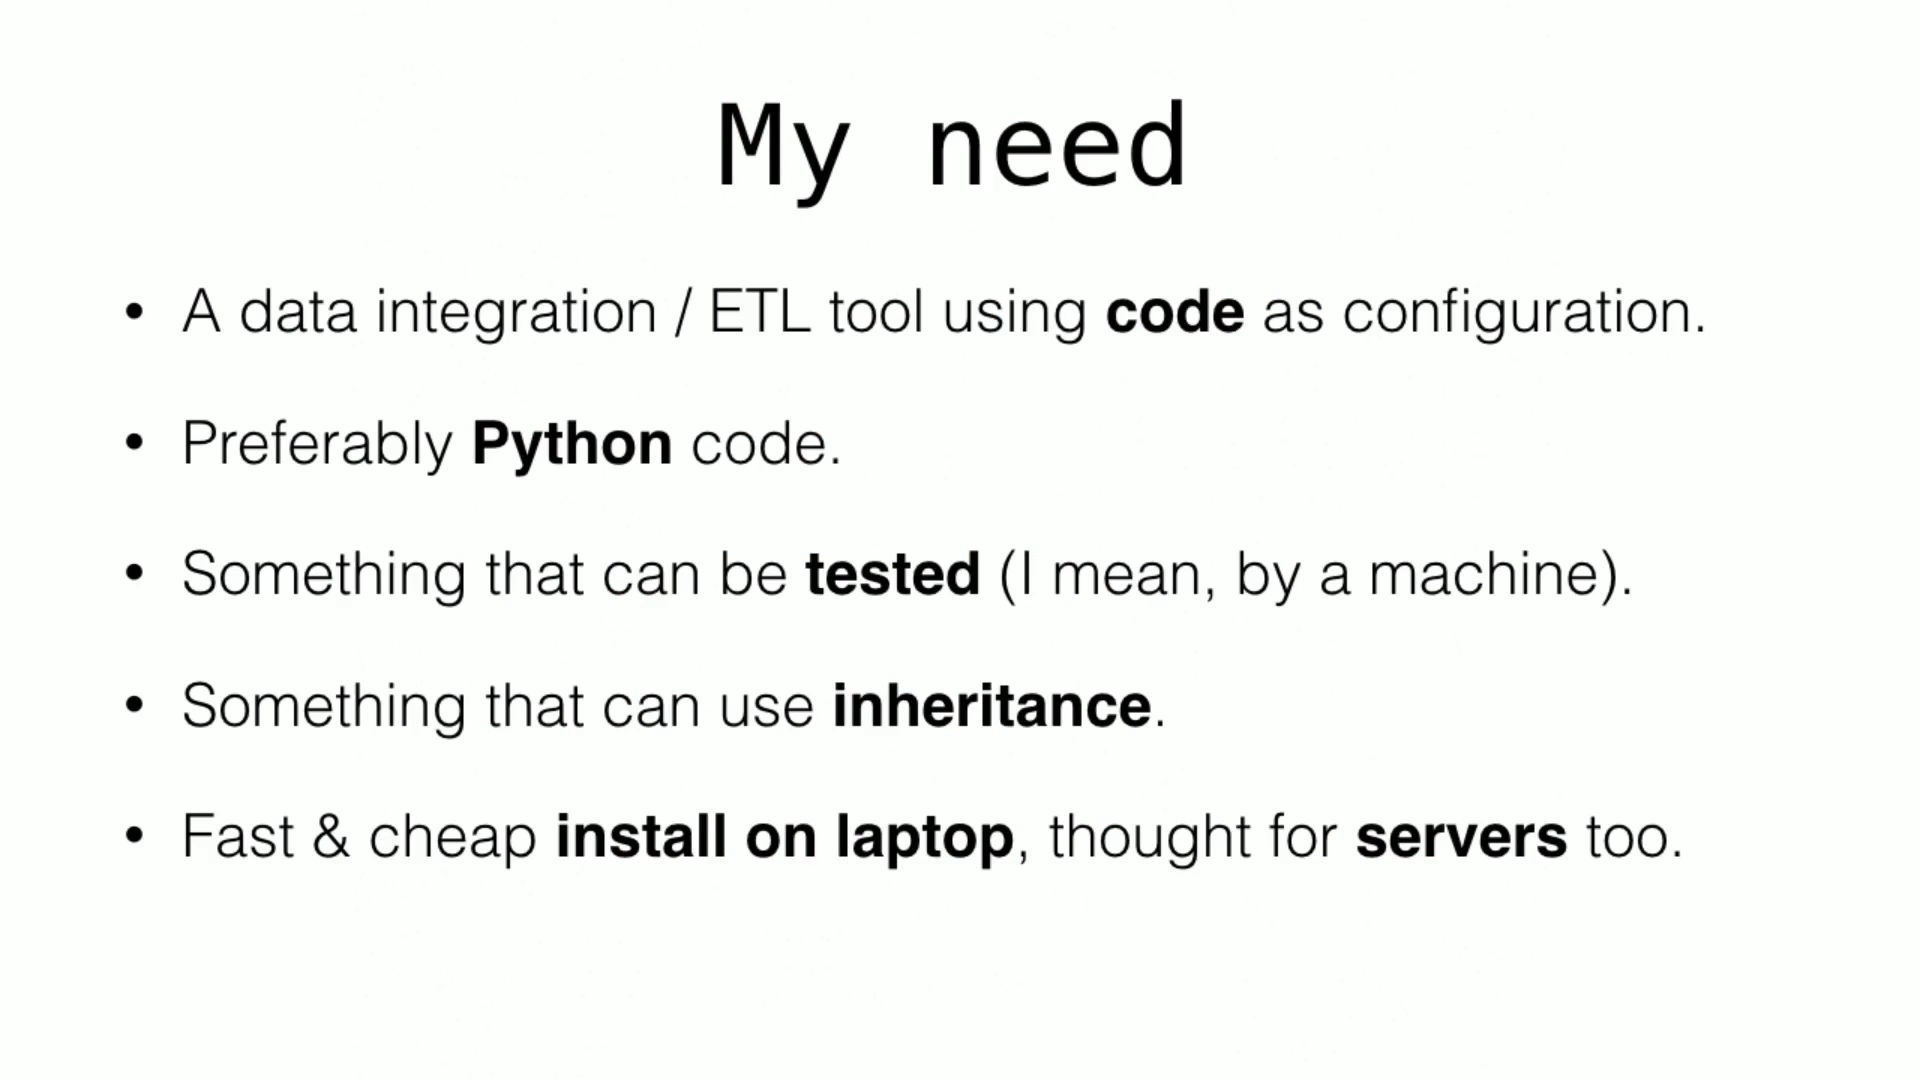 My need
• A data integration / ETL tool using code as configuration.
• Preferably Python code.
• Something that can be tested (I mean, by a machine).
• Something that can use inheritance.
• Fast & cheap install on laptop, thought for servers too.